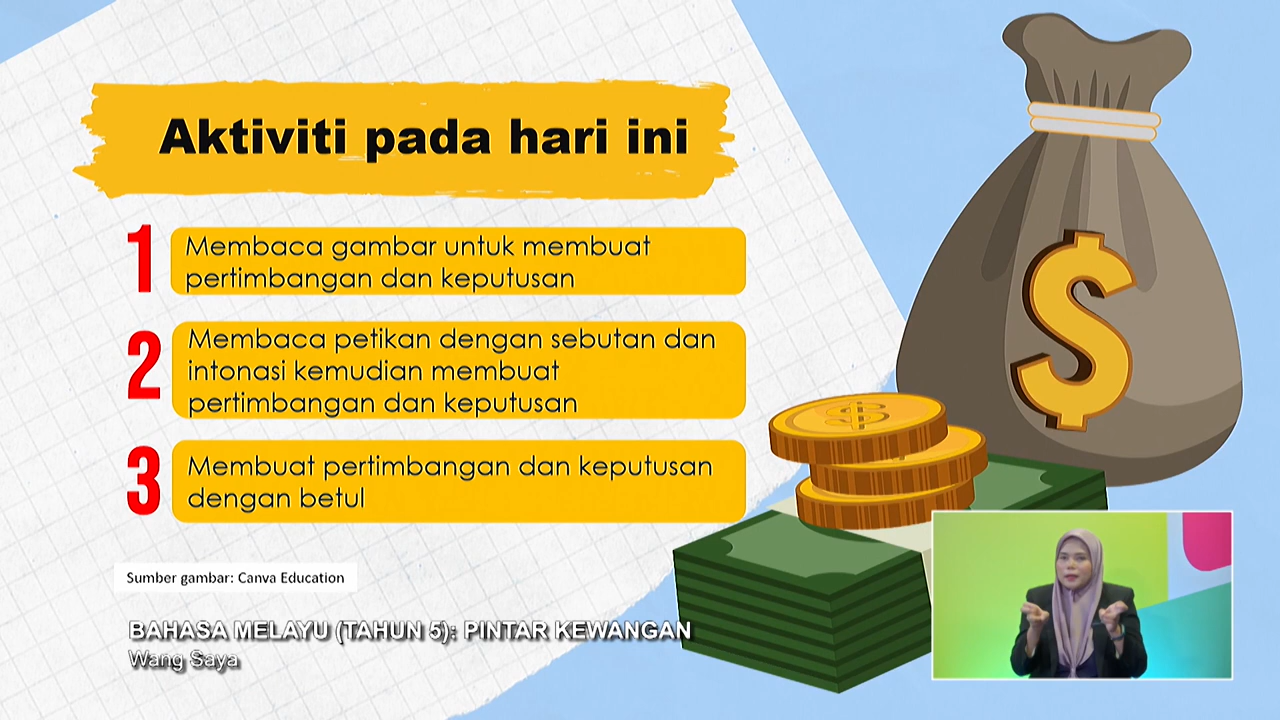 Aktiviti pada hari ini
1
Membaca gambar untuk membuat
pertimbangan dan keputusan
2
Membaca petikan dengan sebutan dan
intonasi kemudian membuat
pertimbangan dan keputusan
3
Membuat pertimbangan dan keputusan
dengan betul
Sumber gambar: Canva Education
BAHASA MELAYU (TAHUN 5): PINTAR KEWANGAN
Wang Saya
$
$